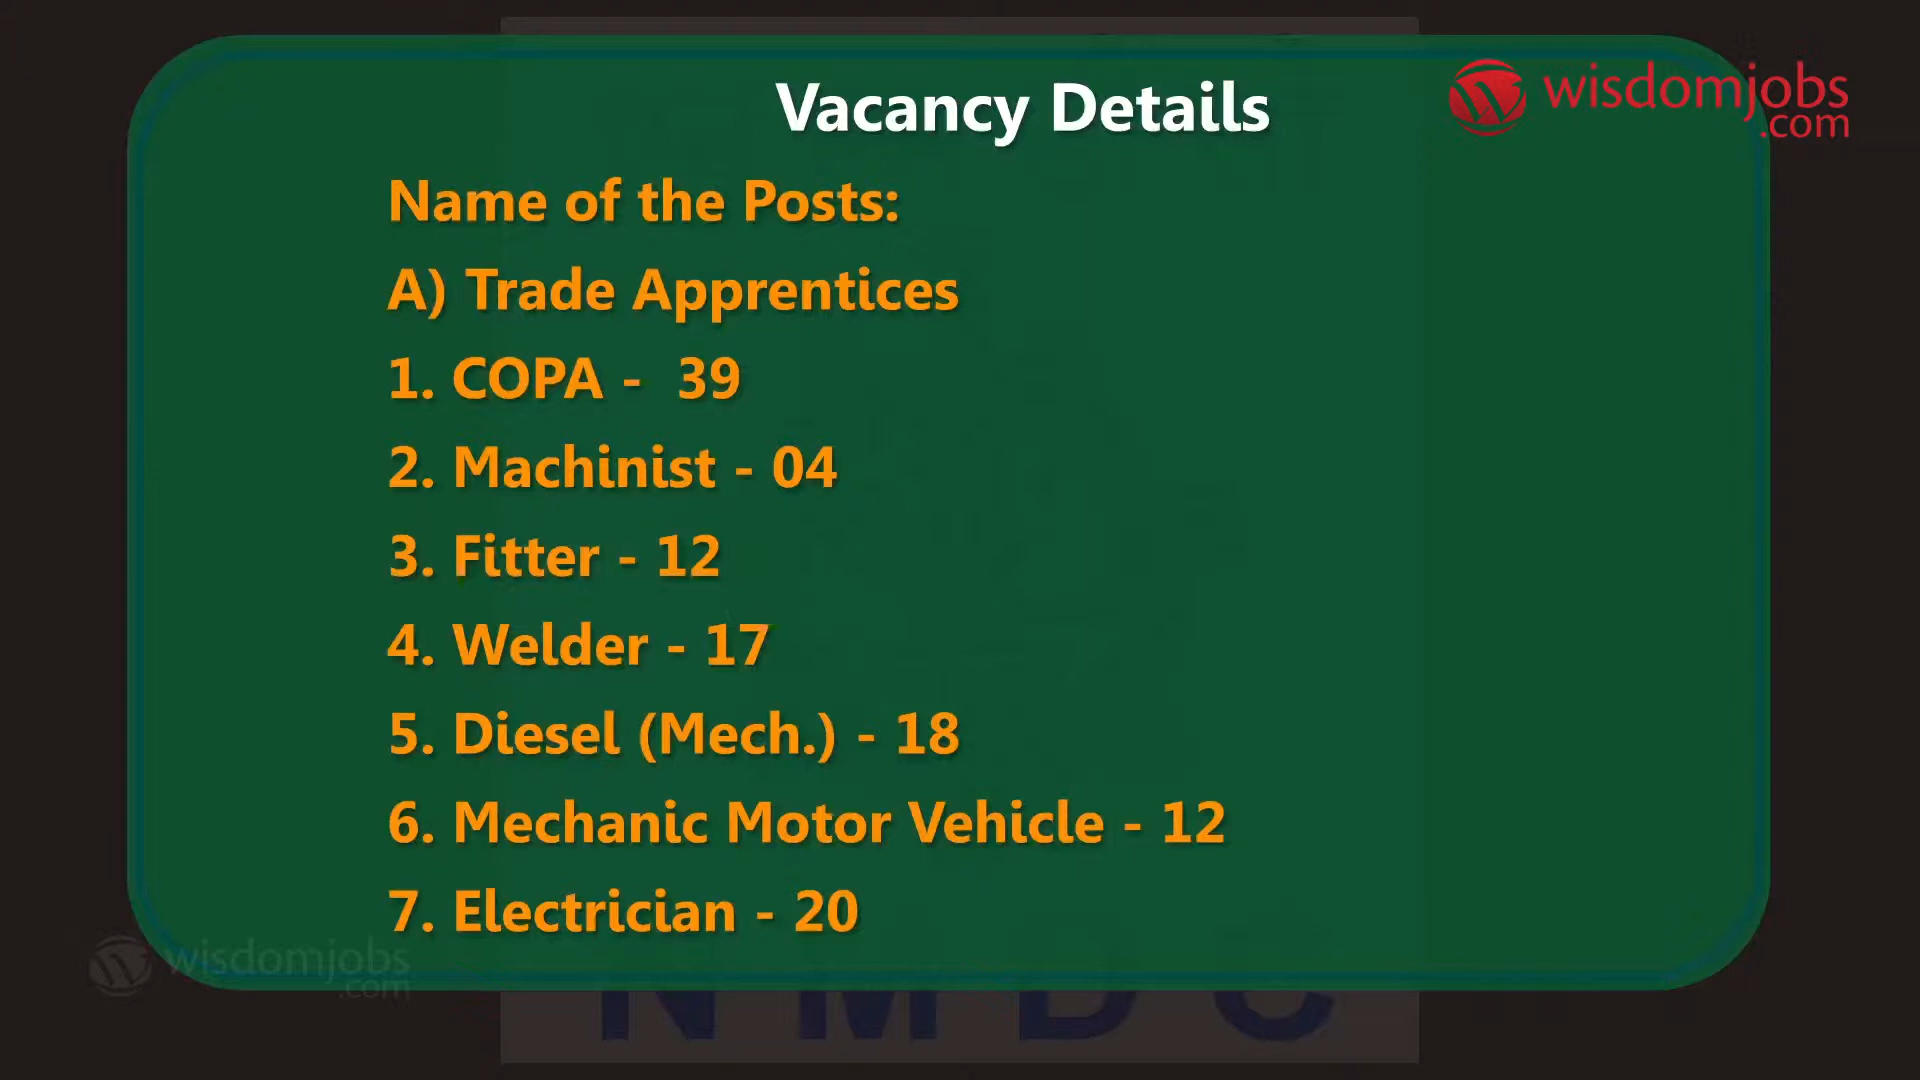 Vacancy Details
wisdomjobs
.com
Name of the Posts:
A) Trade Apprentices
1. COPA -  39
2. Machinist - 04
3. Fitter - 12
4. Welder - 17
5. Diesel (Mech.) - 18
6. Mechanic Motor Vehicle - 12
7. Electrician - 20
wisdomjobs
.com
NMDC